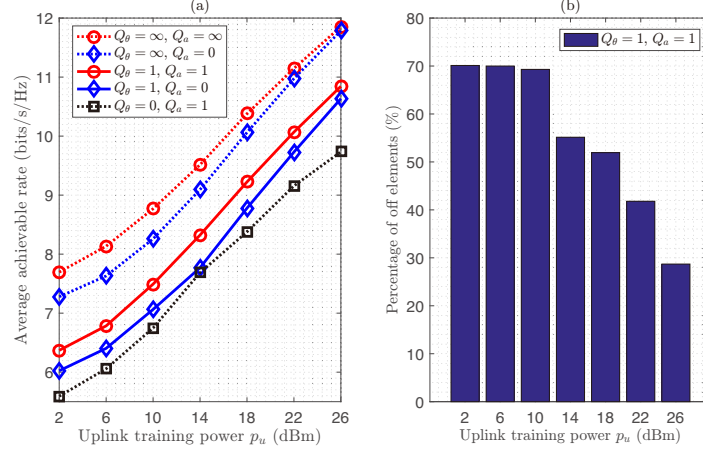 (a)
12
11
10
9
8
7
6
Average achievable rate (bits/s/Hz)
Q_θ = ∞, Q_a = ∞
Q_θ = ∞, Q_a = 0
Q_θ = 1, Q_a = 1
Q_θ = 1, Q_a = 0
Q_θ = 0, Q_a = 1
2 6 10 14 18 22 26
Uplink training power p_u (dBm)
(b)
80
70
60
50
40
30
20
10
0
Percentage of off elements (%)
Q_θ = 1, Q_a = 1
2 6 10 14 18 22 26
Uplink training power p_u (dBm)